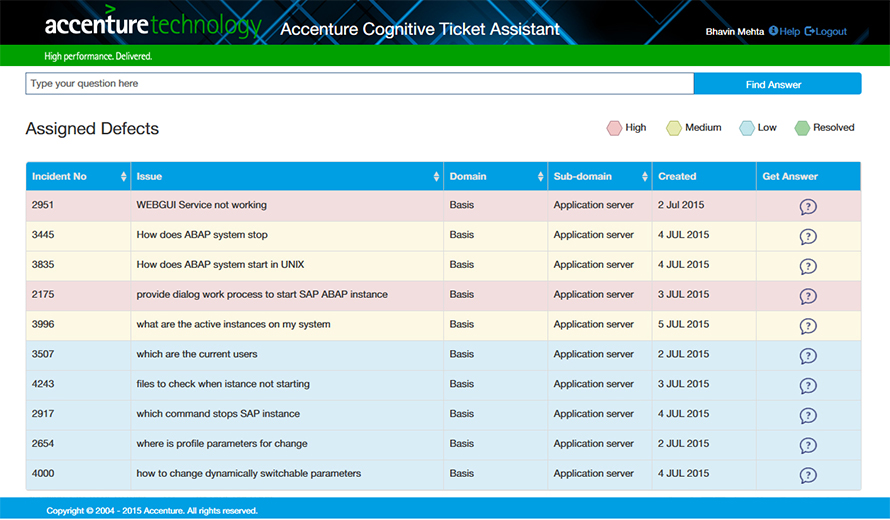 accenturetechnology
Accenture Cognitive Ticket Assistant
Bhavin Mehta Help Logout
High performance. Delivered.
Type your question here Find Answer
Assigned Defects High Medium Low Resolved
Incident No Issue Domain Sub-domain Created Get Answer
2951 WEBGUI Service not working Basis Application server 2 Jul 2015 ?
3445 How does ABAP system stop Basis Application server 4 JUL 2015 ?
3835 How does ABAP system start in UNIX Basis Application server 4 JUL 2015 ?
2175 provide dialog work process to start SAP ABAP instance Basis Application server 3 JUL 2015 ?
3996 what are the active instances on my system Basis Application server 5 JUL 2015 ?
3507 which are the current users Basis Application server 2 JUL 2015 ?
4243 files to check when istance not starting Basis Application server 3 JUL 2015 ?
2917 which command stops SAP instance Basis Application server 4 JUL 2015 ?
2654 where is profile parameters for change Basis Application server 2 JUL 2015 ?
4000 how to change dynamically switchable parameters Basis Application server 4 JUL 2015 ?
Copyright © 2004 - 2015 Accenture. All rights reserved.